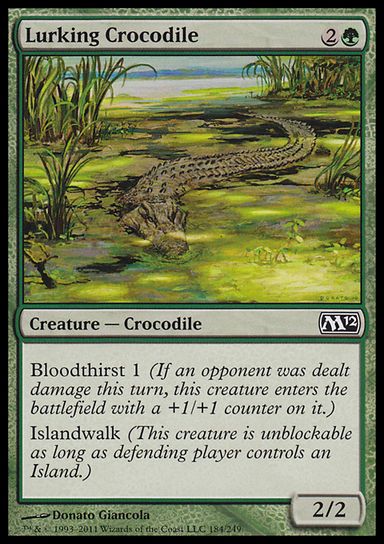 Lurking Crocodile 2
DONATO
Creature — Crocodile M12
Bloodthirst 1 (If an opponent was dealt
damage this turn, this creature enters the
battlefield with a +1/+1 counter on it.)
Islandwalk (This creature is unblockable
as long as defending player controls an
Island.)
Donato Giancola
™ & © 1993–2011 Wizards of the Coast LLC 184/249
2/2